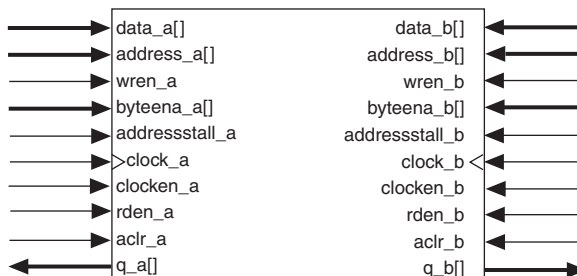 data_a[] data_b[]
address_a[] address_b[]
wren_a wren_b
byteena_a[] byteena_b[]
addressstall_a addressstall_b
clock_a clock_b
clocken_a clocken_b
rden_a rden_b
aclr_a aclr_b
q_a[] q_b[]